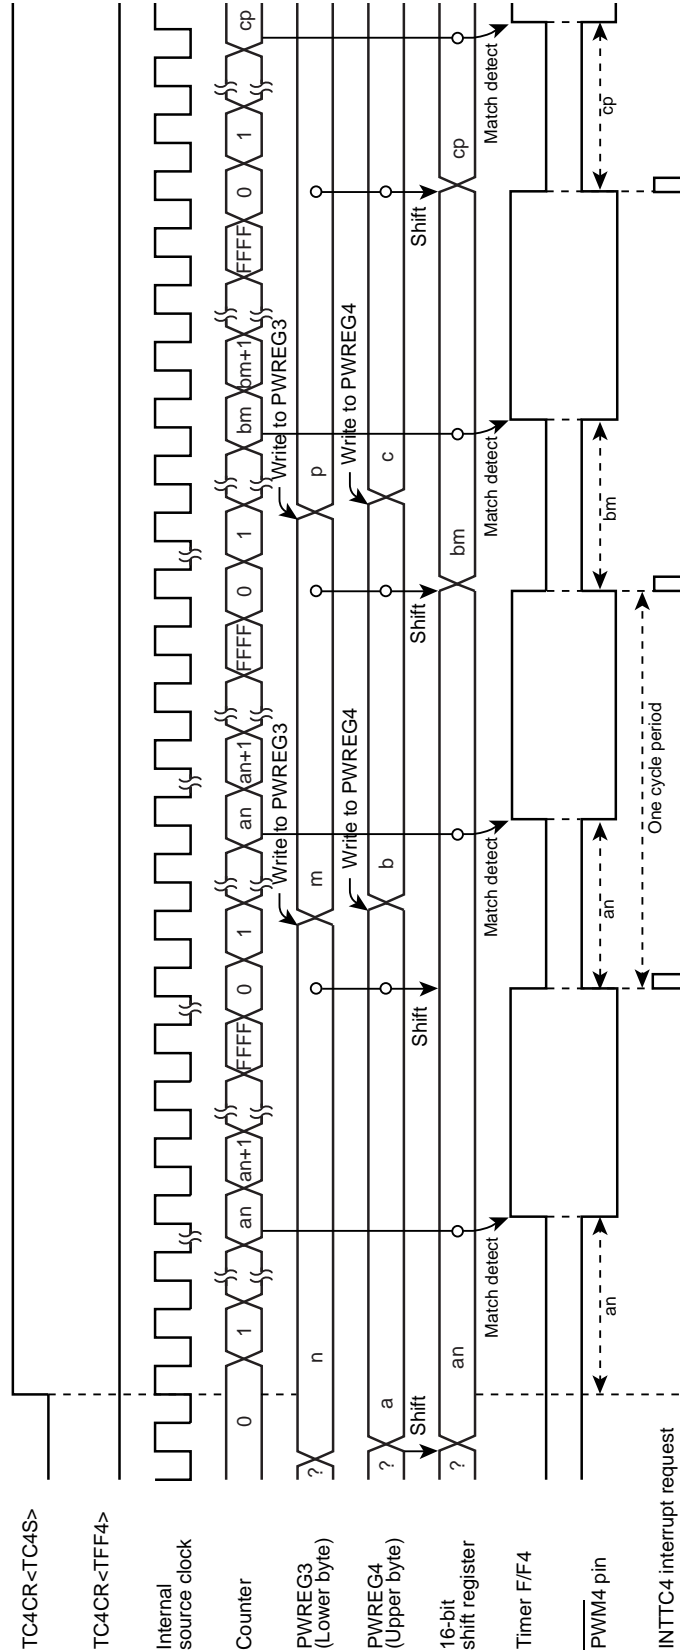 TC4CR<TC4S>
TC4CR<TFF4>
Internal
source clock
Counter 0 1 an an+1 FFFF 0 1 an an+1 FFFF 0 1 bm bm+1 FFFF 0 1 cp
Write to PWREG3 Write to PWREG3
PWREG3
(Lower byte) ? n m p
Write to PWREG4 Write to PWREG4
PWREG4
(Upper byte) ? a b c
Shift Shift Shift Shift
16-bit
shift register ? an bm cp
Match detect Match detect Match detect Match detect
Timer F/F4
PWM4 pin
an an bm cp
One cycle period
INTTC4 interrupt request